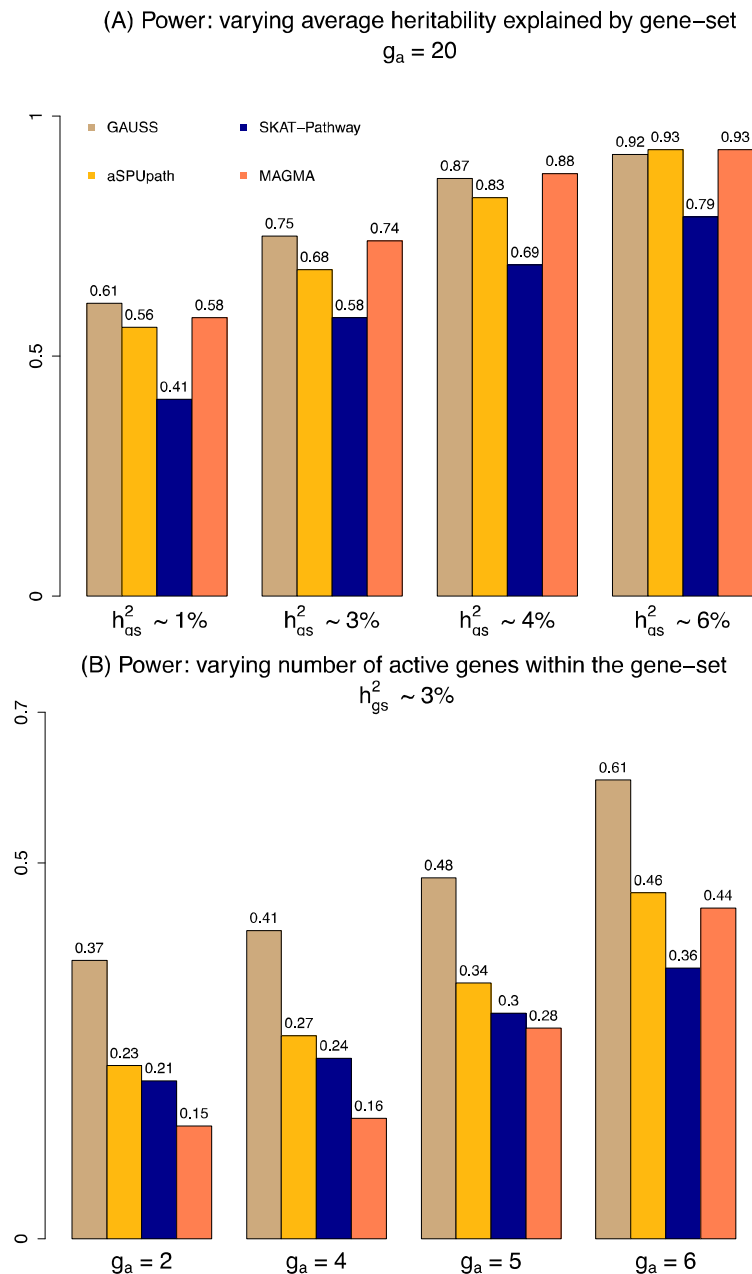 (A) Power: varying average heritability explained by gene−set
g_a = 20
1
GAUSS
SKAT−Pathway
aSPUpath
MAGMA
0.61
0.56
0.41
0.58
0.75
0.68
0.58
0.74
0.87
0.83
0.69
0.88
0.92
0.93
0.79
0.93
0.5
0
h²_gs ~ 1%
h²_gs ~ 3%
h²_gs ~ 4%
h²_gs ~ 6%
(B) Power: varying number of active genes within the gene−set
h²_gs ~ 3%
0.7
0.5
0
0.37
0.23
0.21
0.15
0.41
0.27
0.24
0.16
0.48
0.34
0.3
0.28
0.61
0.46
0.36
0.44
g_a = 2
g_a = 4
g_a = 5
g_a = 6